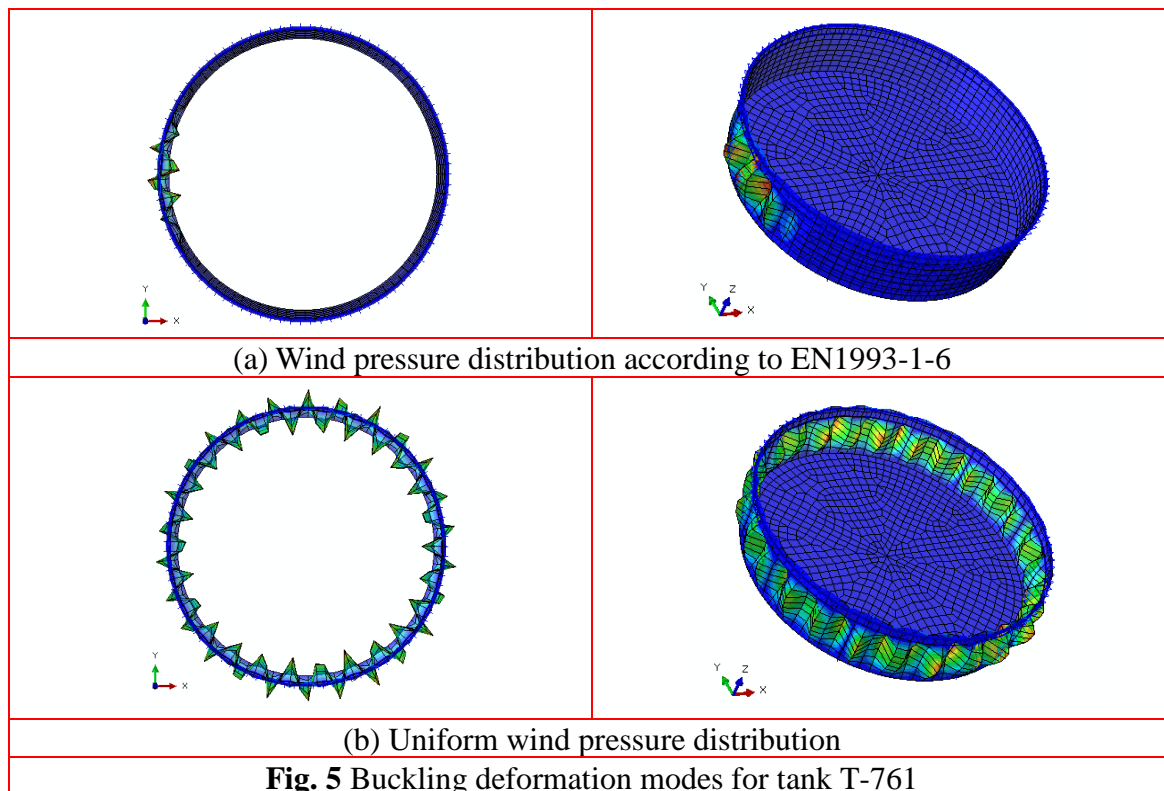 Y
X
Y
Z
X
(a) Wind pressure distribution according to EN1993-1-6
Y
X
Y
Z
X
(b) Uniform wind pressure distribution
Fig. 5 Buckling deformation modes for tank T-761